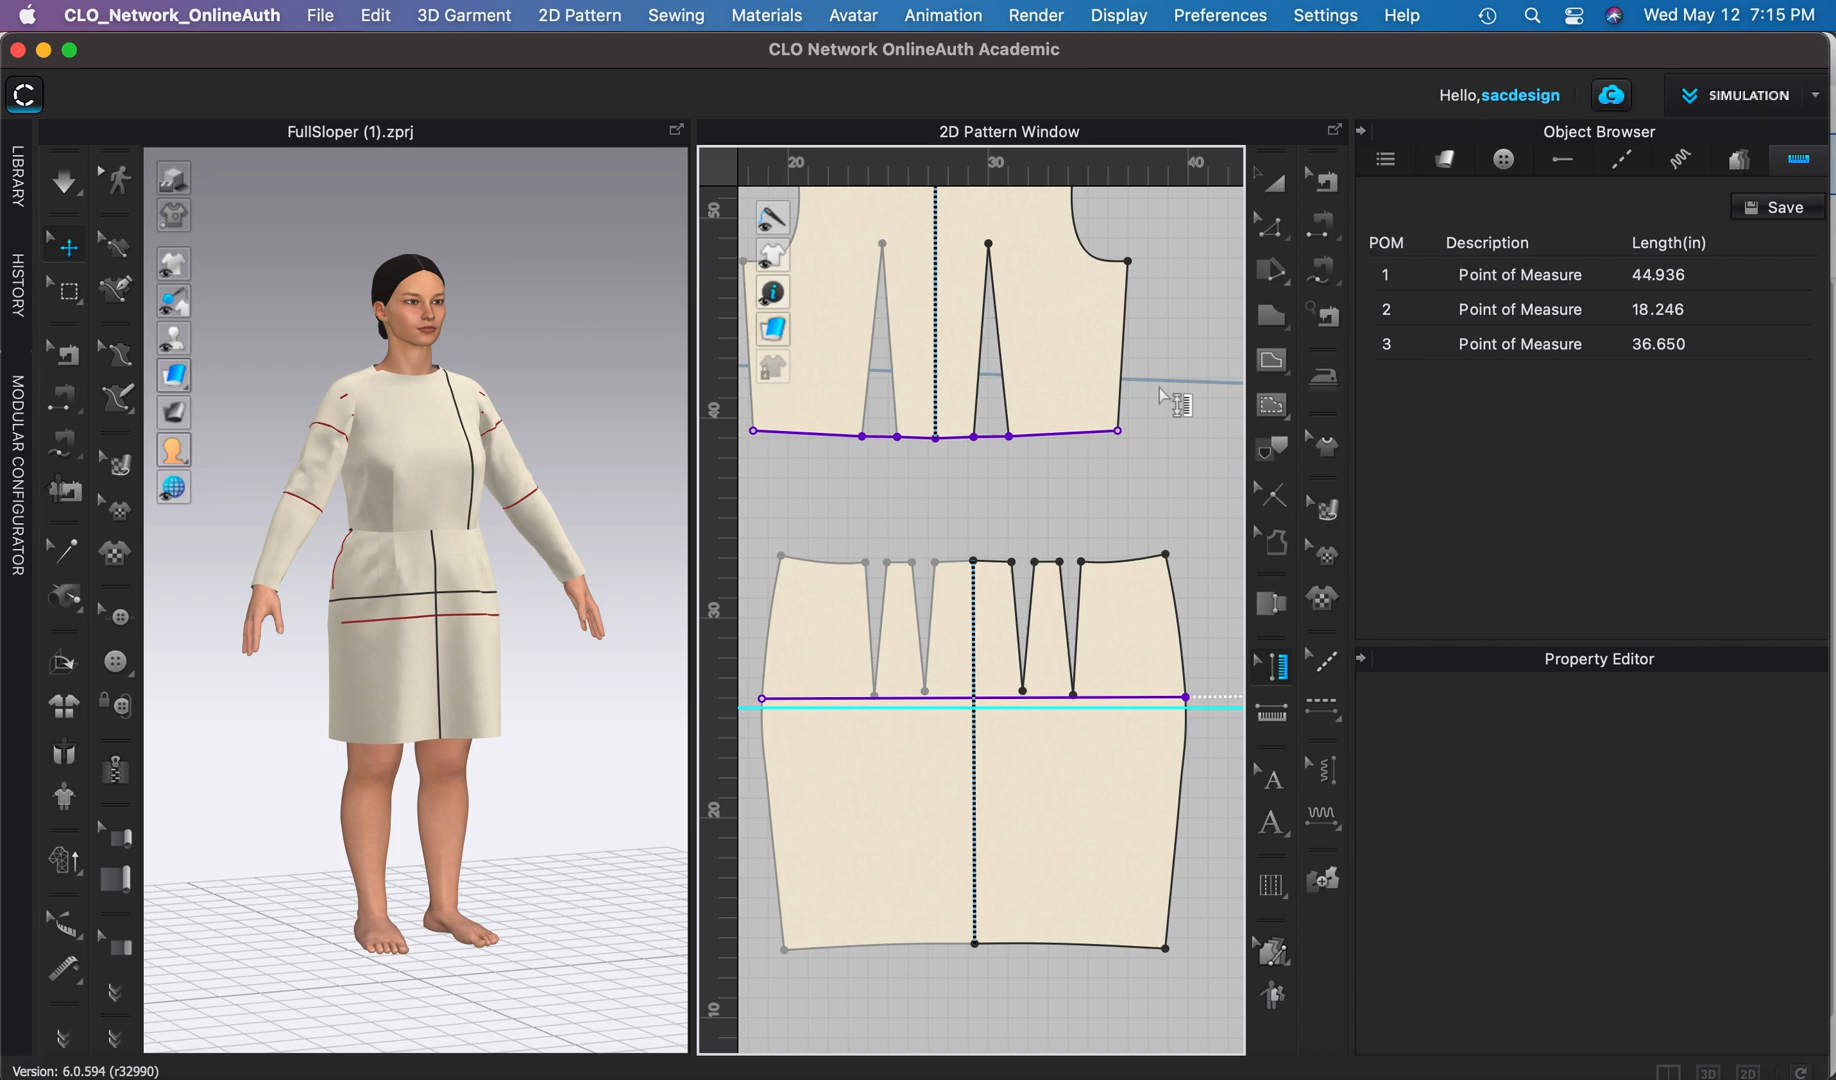 CLO_Network_OnlineAuth File Edit 3D Garment 2D Pattern Sewing Materials Avatar Animation Render Display Preferences Settings Help Wed May 12 7:15 PM
CLO Network OnlineAuth Academic
Hello,sacdesign
SIMULATION
LIBRARY
HISTORY
MODULAR CONFIGURATOR
FullSloper (1).zprj
2D Pattern Window
20 30 40
50
40
30
20
10
A
A
Object Browser
Save
POM Description Length(in)
1 Point of Measure 44.936
2 Point of Measure 18.246
3 Point of Measure 36.650
Property Editor
Version: 6.0.594 (r32990)
3D 2D